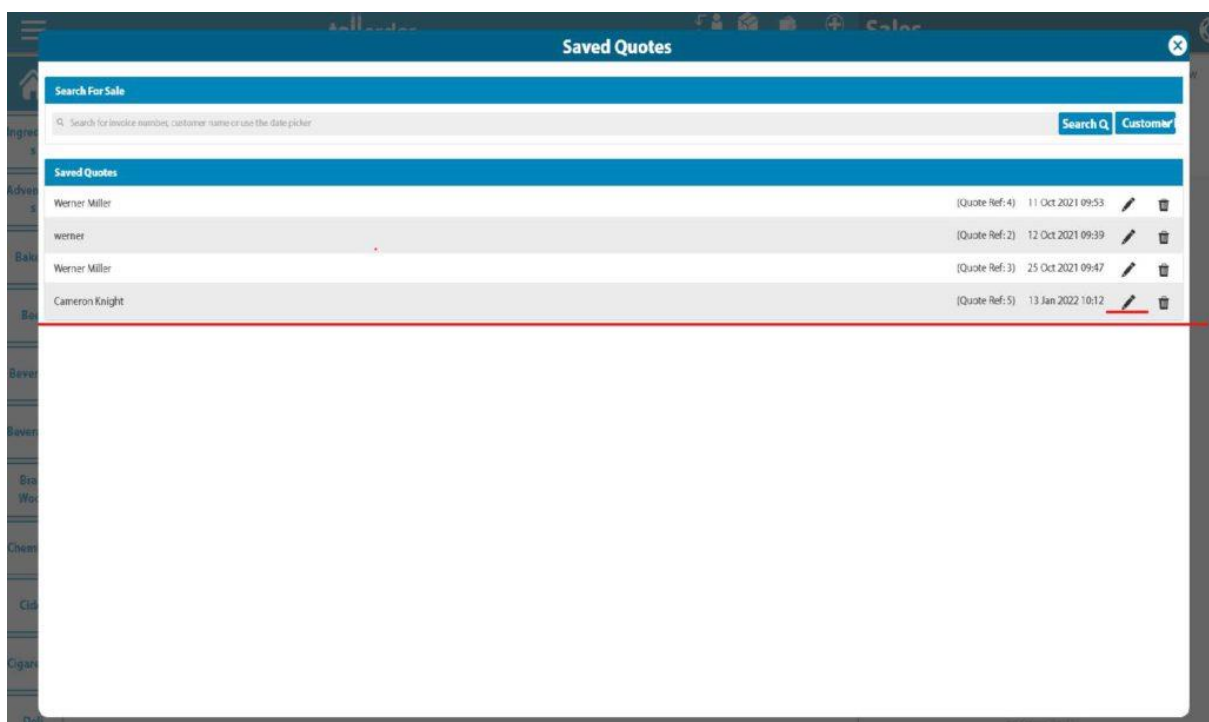 Sales
Saved Quotes
Search For Sale
Search for invoice number, customer name or use the date picker
Search
Customer
Saved Quotes
Werner Miller (Quote Ref: 4) 11 Oct 2021 09:53
werner (Quote Ref: 2) 12 Oct 2021 09:39
Werner Miller (Quote Ref: 3) 25 Oct 2021 09:47
Cameron Knight (Quote Ref: 5) 13 Jan 2022 10:12